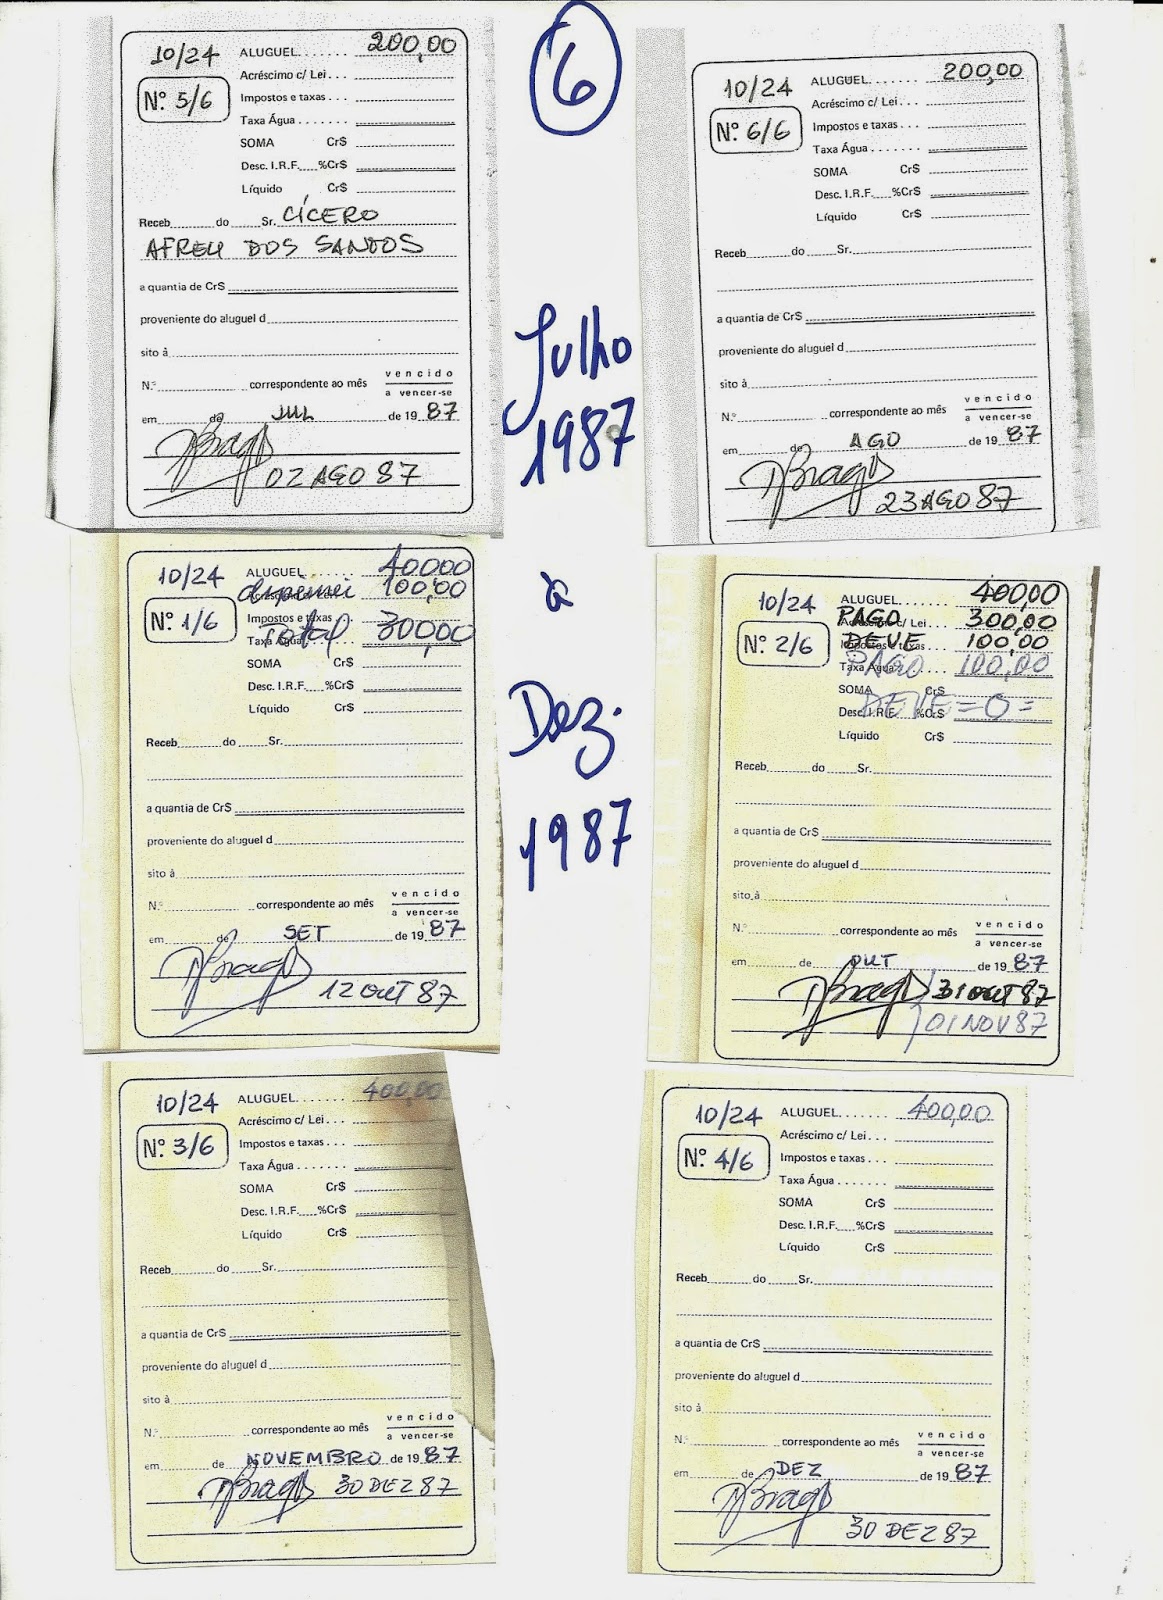 6
Julho
1987
à
Dez.
1987
10/24
Nº 5/6
ALUGUEL...... 200,00
Acréscimo c/ Lei...
Impostos e taxas...
Taxa Água.......
SOMA Cr$
Desc. I.R.F. %Cr$
Líquido Cr$
Receb do Sr. CÍCERO
AFREU DOS SANTOS
a quantia de Cr$
proveniente do aluguel d
sito à
N.º correspondente ao mês vencido
a vencer-se
em de JUL de 19 87
02 AGO 87
10/24
Nº 6/6
ALUGUEL....... 200,00
Acréscimo c/ Lei...
Impostos e taxas...
Taxa Água.......
SOMA Cr$
Desc. I.R.F. %Cr$
Líquido Cr$
Receb do Sr.
a quantia de Cr$
proveniente do aluguel d
sito à
N.º correspondente ao mês vencido
a vencer-se
em de AGO de 19 87
23 AGO 87
10/24
Nº 1/6
ALUGUEL...... 400,00
100,00
Total 300,00
SOMA Cr$
Desc. I.R.F. %Cr$
Líquido Cr$
Receb do Sr.
a quantia de Cr$
proveniente do aluguel d
sito à
N.º correspondente ao mês vencido
a vencer-se
em de SET de 19 87
12 OUT 87
10/24
Nº 2/6
ALUGUEL....... 400,00
PAGO 300,00
DEVE 100,00
PAGO 100,00
SOMA Cr$
DEVE =0=
Desc. I.R.F. %Cr$
Líquido Cr$
Receb do Sr.
a quantia de Cr$
proveniente do aluguel d
sito à
N.º correspondente ao mês vencido
a vencer-se
em de OUT de 19 87
31 OUT 87
01 NOV 87
10/24
Nº 3/6
ALUGUEL...... 400,00
Acréscimo c/ Lei...
Impostos e taxas...
Taxa Água.......
SOMA Cr$
Desc. I.R.F. %Cr$
Líquido Cr$
Receb do Sr.
a quantia de Cr$
proveniente do aluguel d
sito à
N.º correspondente ao mês vencido
a vencer-se
em de NOVEMBRO de 19 87
30 DEZ 87
10/24
Nº 4/6
ALUGUEL....... 400,00
Acréscimo c/ Lei...
Impostos e taxas...
Taxa Água.......
SOMA Cr$
Desc. I.R.F. %Cr$
Líquido Cr$
Receb do Sr.
a quantia de Cr$
proveniente do aluguel d
sito à
N.º correspondente ao mês vencido
a vencer-se
em de DEZ de 19 87
30 DEZ 87